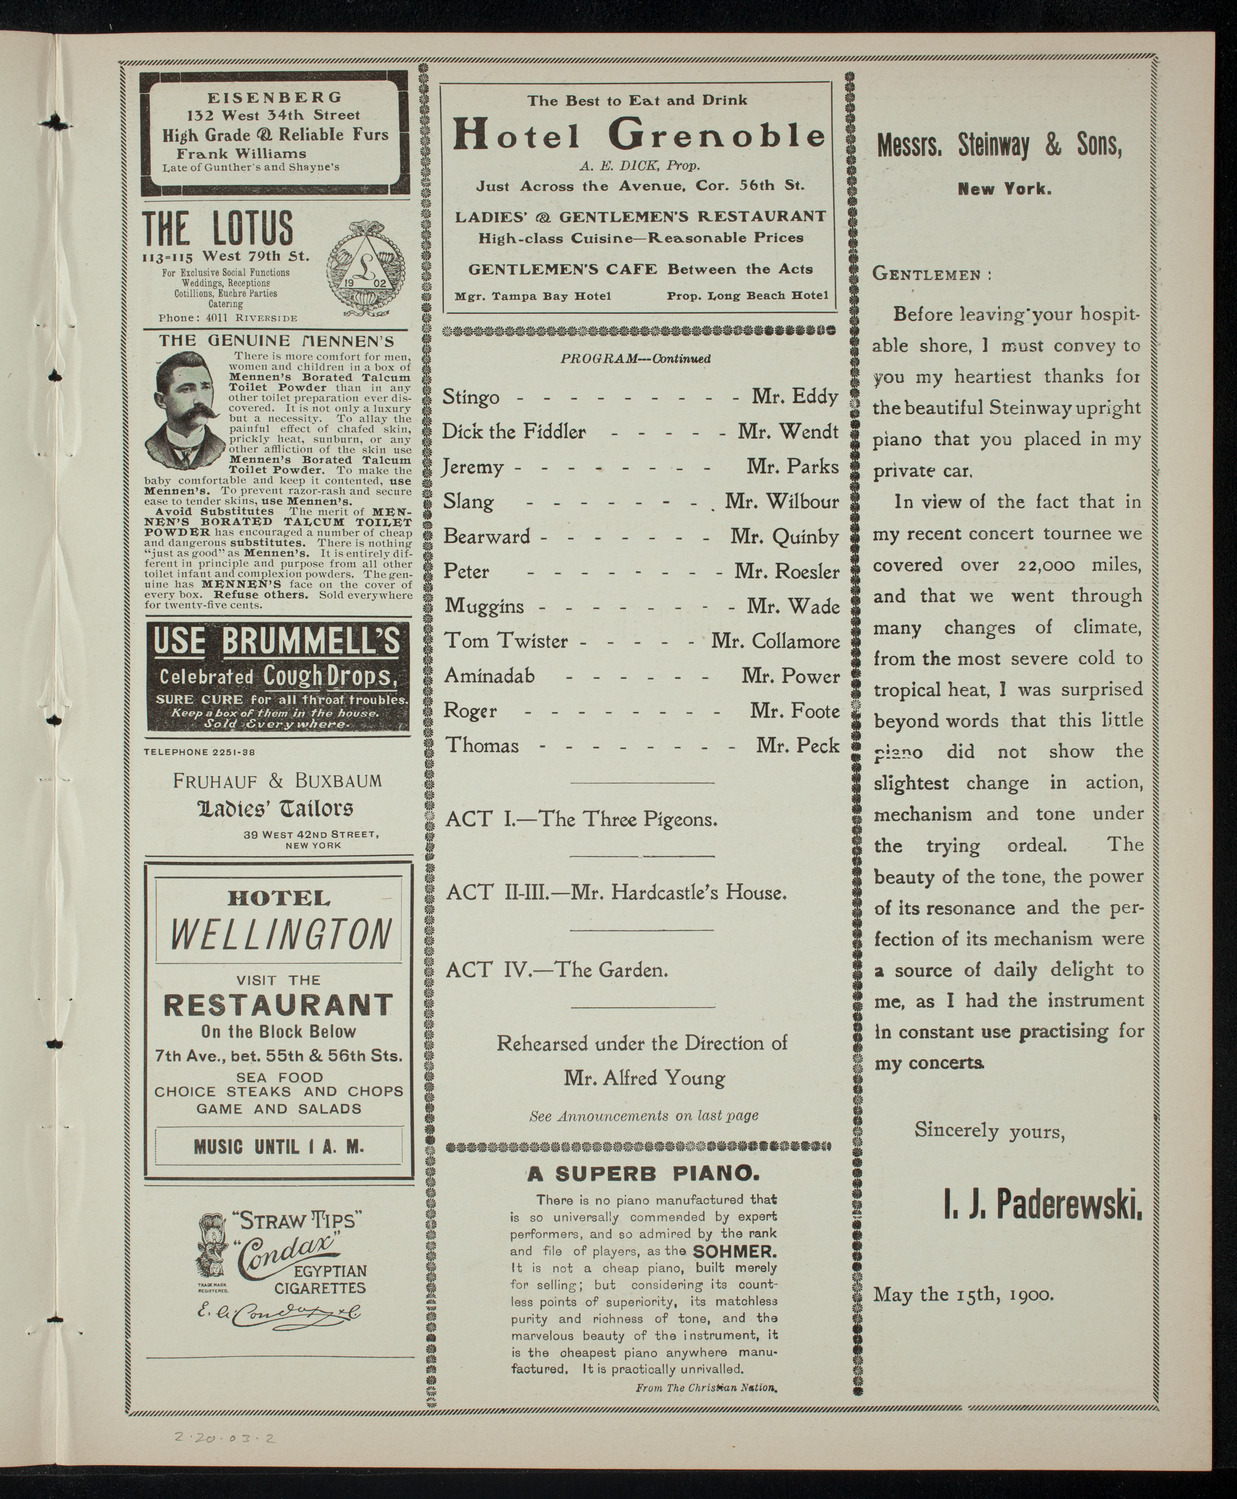 EISENBERG
132 West 34th Street
High Grade & Reliable Furs
Frank Williams
Late of Gunther's and Shayne's
THE LOTUS
113=115 West 79th St.
For Exclusive Social Functions
Weddings, Receptions
Cotillions, Euchre Parties
Catering
Phone: 4011 RIVERSIDE
L
19 02
THE GENUINE MENNEN'S
There is more comfort for men,
women and children in a box of
Mennen's Borated Talcum
Toilet Powder than in any
other toilet preparation ever dis-
covered. It is not only a luxury
but a necessity. To allay the
painful effect of chafed skin,
prickly heat, sunburn, or any
other affliction of the skin use
Mennen's Borated Talcum
Toilet Powder. To make the
baby comfortable and keep it contented, use
Mennen's. To prevent razor-rash and secure
ease to tender skins, use Mennen's.
Avoid Substitutes The merit of MEN-
NEN'S BORATED TALCUM TOILET
POWDER has encouraged a number of cheap
and dangerous substitutes. There is nothing
"just as good" as Mennen's. It is entirely dif-
ferent in principle and purpose from all other
toilet infant and complexion powders. The gen-
uine has MENNEN'S face on the cover of
every box. Refuse others. Sold everywhere
for twenty-five cents.
USE BRUMMELL'S
Celebrated Cough Drops,
SURE CURE for all throat troubles.
Keep a box of them in the house.
Sold Everywhere.
TELEPHONE 2251-38
FRUHAUF & BUXBAUM
Ladies' Tailors
39 WEST 42ND STREET,
NEW YORK
HOTEL
WELLINGTON
VISIT THE
RESTAURANT
On the Block Below
7th Ave., bet. 55th & 56th Sts.
SEA FOOD
CHOICE STEAKS AND CHOPS
GAME AND SALADS
MUSIC UNTIL 1 A. M.
"STRAW TIPS"
"Condax"
EGYPTIAN
CIGARETTES
TRADE MARK
REGISTERED.
E. A. Condax & Co
2.20.03.2
The Best to Eat and Drink
Hotel Grenoble
A. E. DICK, Prop.
Just Across the Avenue, Cor. 56th St.
LADIES' & GENTLEMEN'S RESTAURANT
High-class Cuisine—Reasonable Prices
GENTLEMEN'S CAFE Between the Acts
Mgr. Tampa Bay Hotel Prop. Long Beach Hotel
PROGRAM—Continued
Stingo - - - - - - - - - Mr. Eddy
Dick the Fiddler - - - - - Mr. Wendt
Jeremy - - - - - - - - Mr. Parks
Slang - - - - - - - Mr. Wilbour
Bearward - - - - - - - Mr. Quinby
Peter - - - - - - - - Mr. Roesler
Muggins - - - - - - - - Mr. Wade
Tom Twister - - - - - Mr. Collamore
Aminadab - - - - - - Mr. Power
Roger - - - - - - - - Mr. Foote
Thomas - - - - - - - - Mr. Peck
ACT I.—The Three Pigeons.
ACT II-III.—Mr. Hardcastle's House.
ACT IV.—The Garden.
Rehearsed under the Direction of
Mr. Alfred Young
See Announcements on last page
A SUPERB PIANO.
There is no piano manufactured that
is so universally commended by expert
performers, and so admired by the rank
and file of players, as the SOHMER.
It is not a cheap piano, built merely
for selling; but considering its count-
less points of superiority, its matchless
purity and richness of tone, and the
marvelous beauty of the instrument, it
is the cheapest piano anywhere manu-
factured. It is practically unrivalled.
From The Christian Nation.
Messrs. Steinway & Sons,
New York.
GENTLEMEN :
Before leaving your hospit-
able shore, I must convey to
you my heartiest thanks for
the beautiful Steinway upright
piano that you placed in my
private car.
In view of the fact that in
my recent concert tournee we
covered over 22,000 miles,
and that we went through
many changes of climate,
from the most severe cold to
tropical heat, I was surprised
beyond words that this little
piano did not show the
slightest change in action,
mechanism and tone under
the trying ordeal. The
beauty of the tone, the power
of its resonance and the per-
fection of its mechanism were
a source of daily delight to
me, as I had the instrument
in constant use practising for
my concerts.
Sincerely yours,
I. J. Paderewski.
May the 15th, 1900.